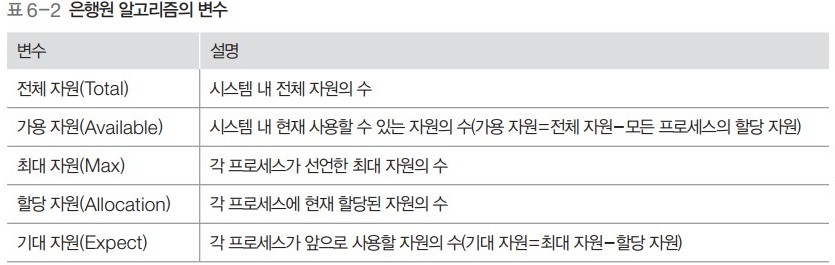 표 6-2 은행원 알고리즘의 변수
변수 설명
전체 자원(Total) 시스템 내 전체 자원의 수
가용 자원(Available) 시스템 내 현재 사용할 수 있는 자원의 수(가용 자원=전체 자원-모든 프로세스의 할당 자원)
최대 자원(Max) 각 프로세스가 선언한 최대 자원의 수
할당 자원(Allocation) 각 프로세스에 현재 할당된 자원의 수
기대 자원(Expect) 각 프로세스가 앞으로 사용할 자원의 수(기대 자원=최대 자원-할당 자원)